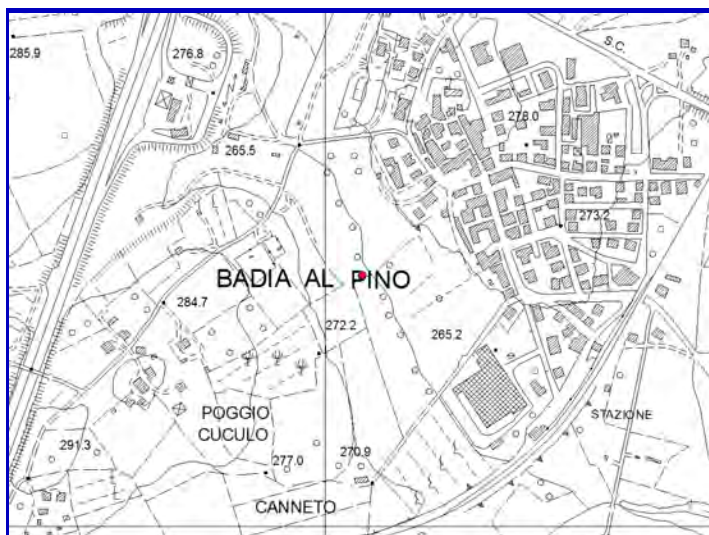 285.9
276.8
S.C.
278.0
265.5
273.2
BADIA AL PINO
284.7
272.2
265.2
POGGIO
CUCULO
STAZIONE
291.3
277.0
270.9
CANNETO